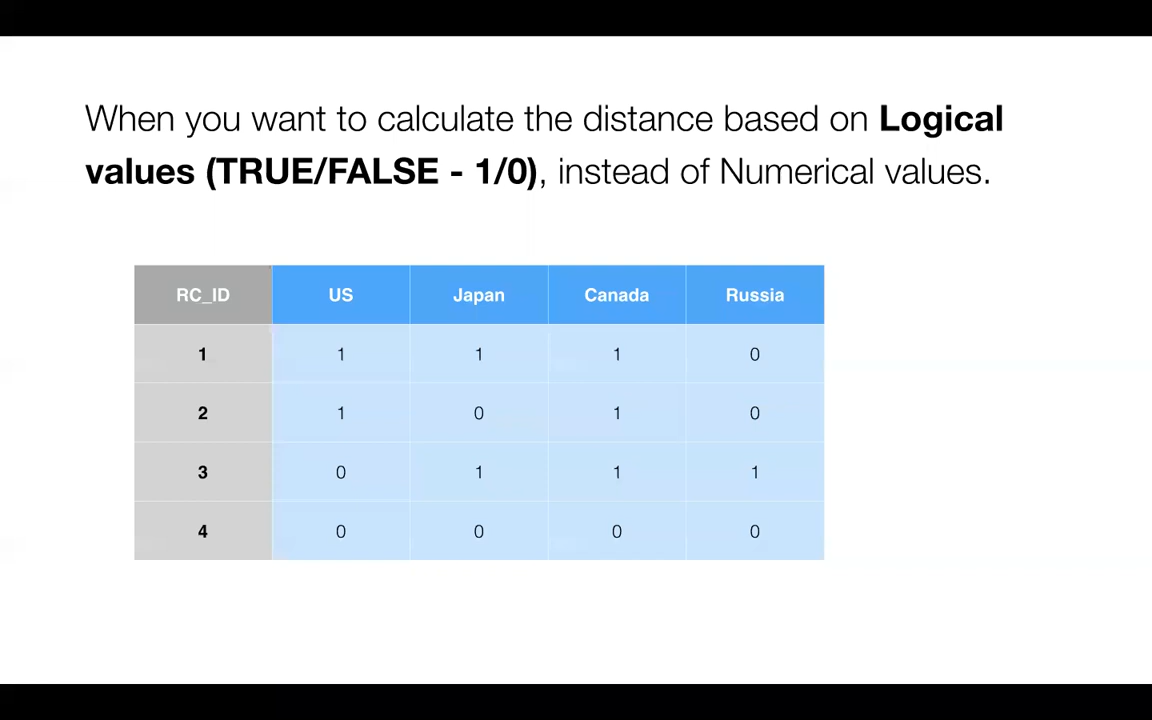 When you want to calculate the distance based on Logical
values (TRUE/FALSE - 1/0), instead of Numerical values.
RC_ID US Japan Canada Russia
1 1 1 1 0
2 1 0 1 0
3 0 1 1 1
4 0 0 0 0